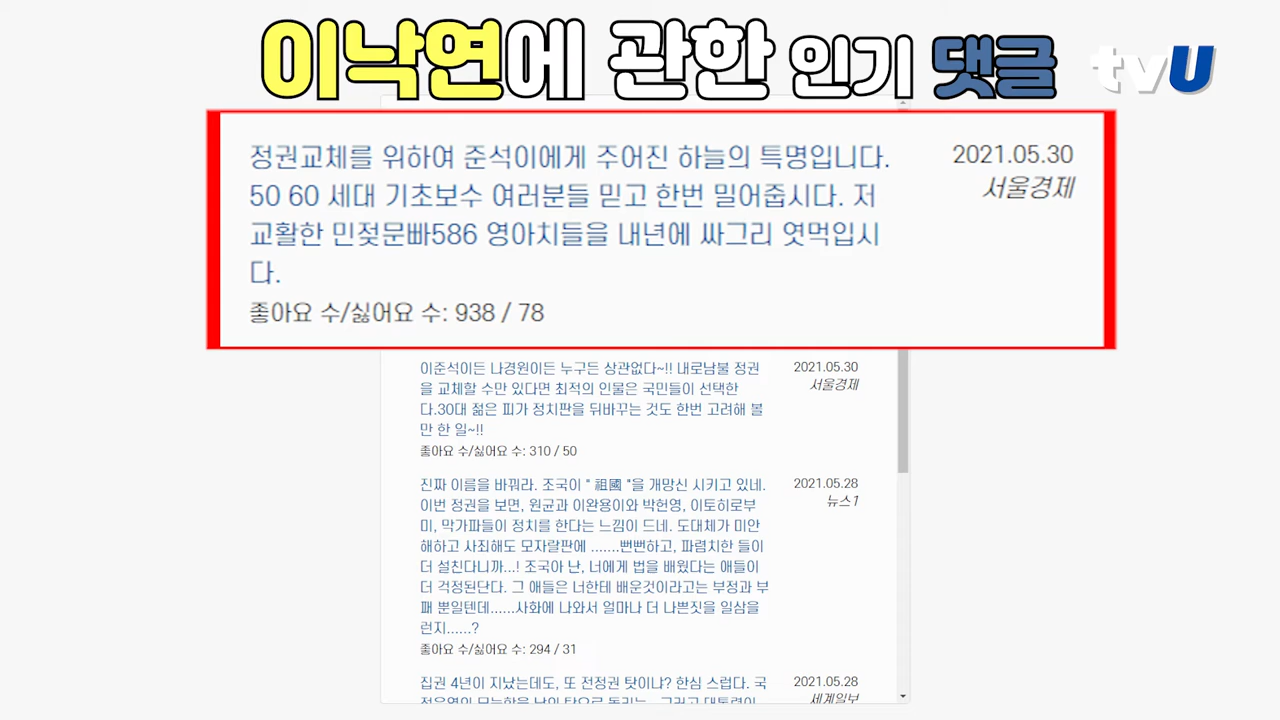 이낙연에 관한 인기 댓글
tvU
정권교체를 위하여 준석이에게 주어진 하늘의 특명입니다.
50 60 세대 기초보수 여러분들 믿고 한번 밀어줍시다. 저
교활한 민젖문빠586 영아치들을 내년에 싸그리 엿먹입시
다.
2021.05.30
서울경제
좋아요 수/싫어요 수: 938 / 78
이준석이든 나경원이든 누구든 상관없다~!! 내로남불 정권
을 교체할 수만 있다면 최적의 인물은 국민들이 선택한
다.30대 젊은 피가 정치판을 뒤바꾸는 것도 한번 고려해 볼
만 한 일~!!
2021.05.30
서울경제
좋아요 수/싫어요 수: 310 / 50
진짜 이름을 바꿔라. 조국이 " 祖國 "을 개망신 시키고 있네.
이번 정권을 보면, 원균과 이완용이와 박헌영, 이토히로부
미, 막가파들이 정치를 한다는 느낌이 드네. 도대체가 미안
해하고 사죄해도 모자랄판에 .......뻔뻔하고, 파렴치한 들이
더 설친다니까...! 조국아 난, 너에게 법을 배웠다는 애들이
더 걱정된단다. 그 애들은 너한테 배운것이라고는 부정과 부
패 뿐일텐데......사화에 나와서 얼마나 더 나쁜짓을 일삼을
런지......?
2021.05.28
뉴스1
좋아요 수/싫어요 수: 294 / 31
집권 4년이 지났는데도, 또 전정권 탓이냐? 한심 스럽다. 국
2021.05.28
세계일보